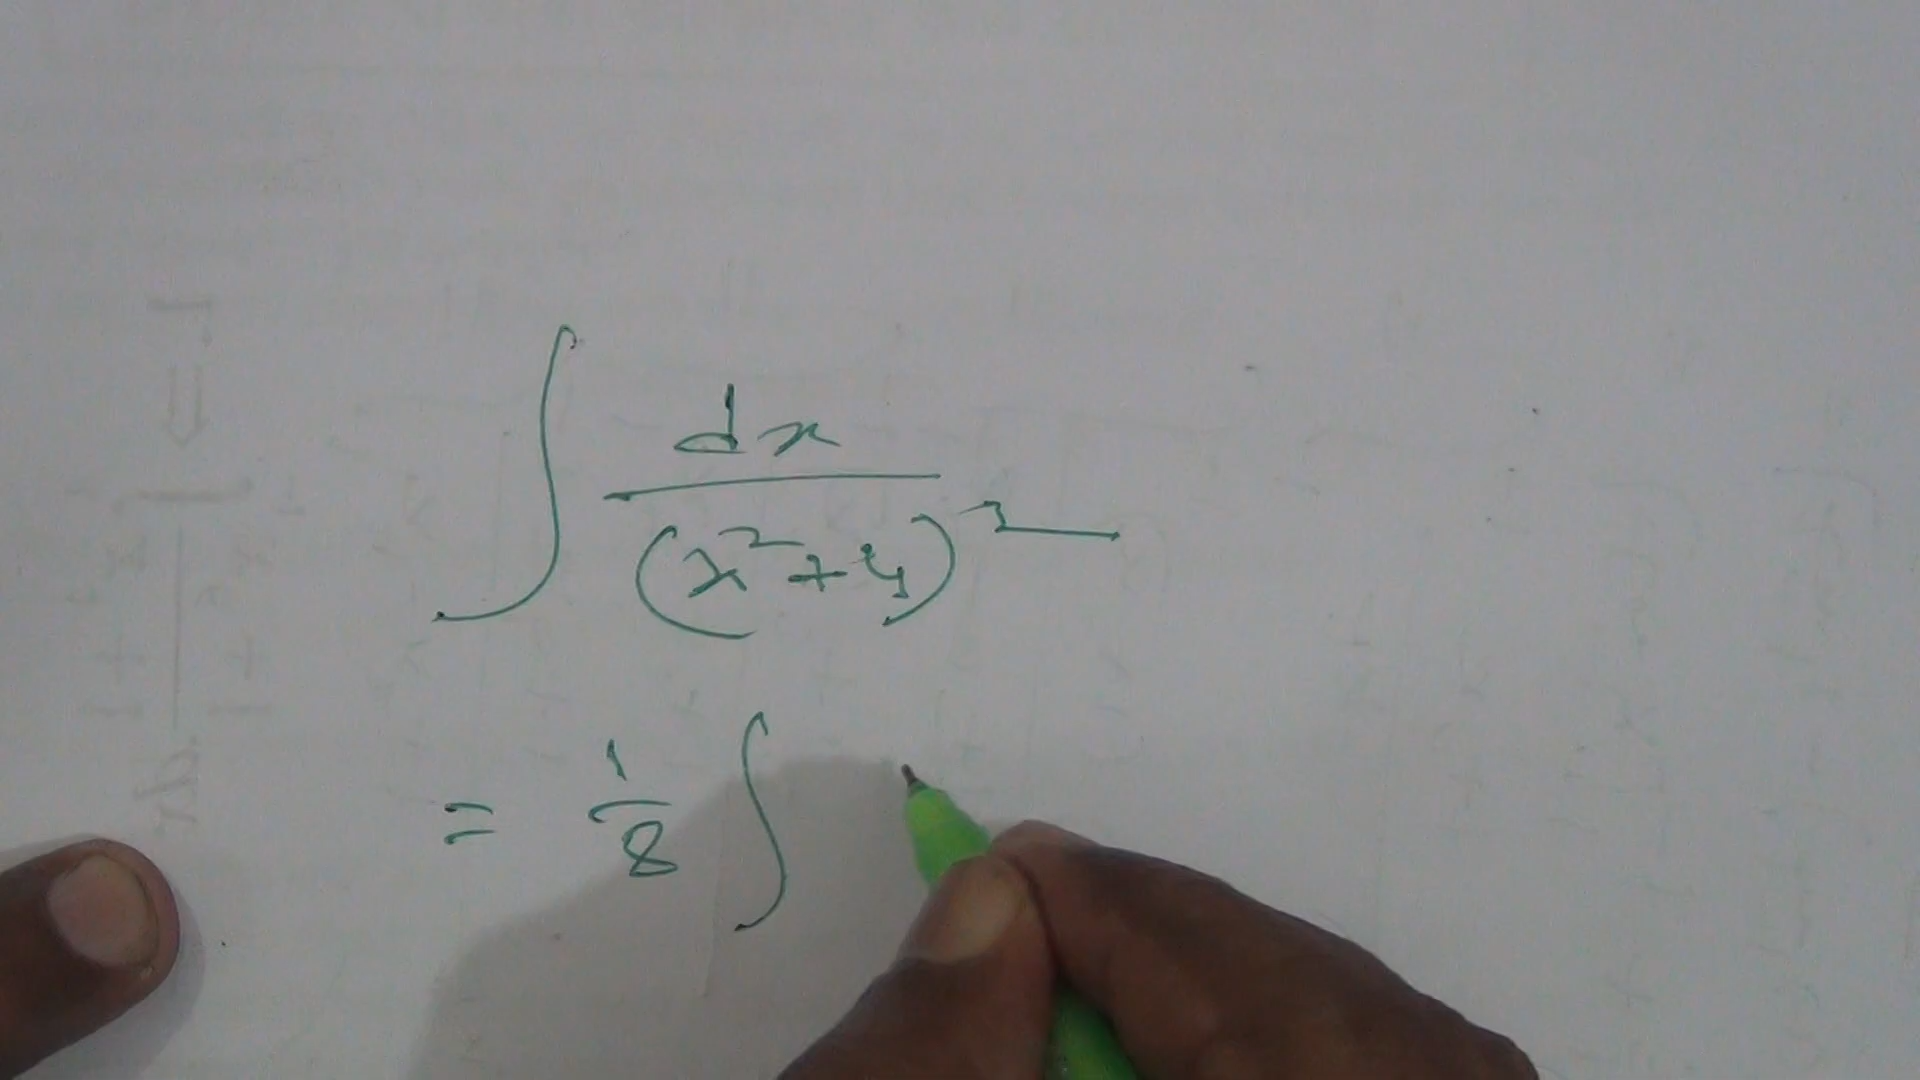 ∫ dx / (x² + 4)²
= 1/8 ∫